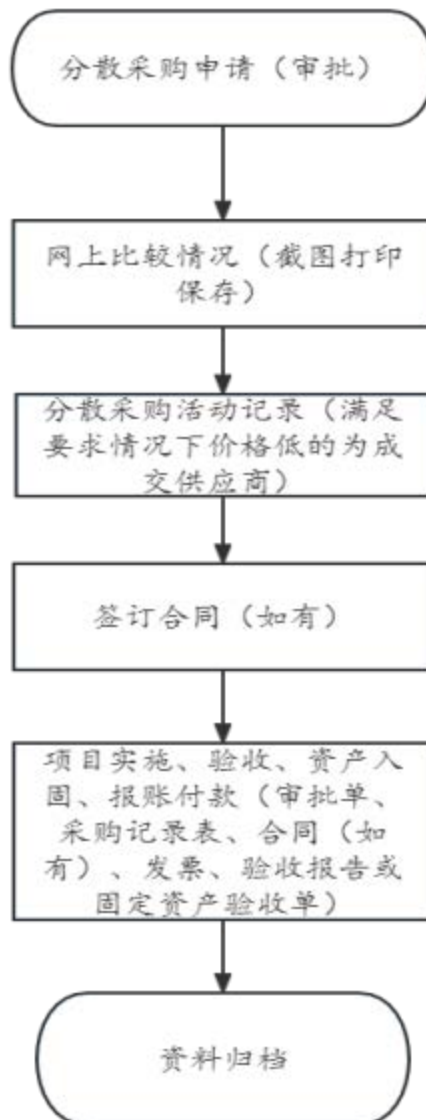 分散采购申请（审批）
网上比较情况（截图打印
保存）
分散采购活动记录（满足
要求情况下价格低的为成
交供应商）
签订合同（如有）
项目实施、验收、资产入
固、报账付款（审批单、
采购记录表、合同（如
有）、发票、验收报告或
固定资产验收单）
资料归档